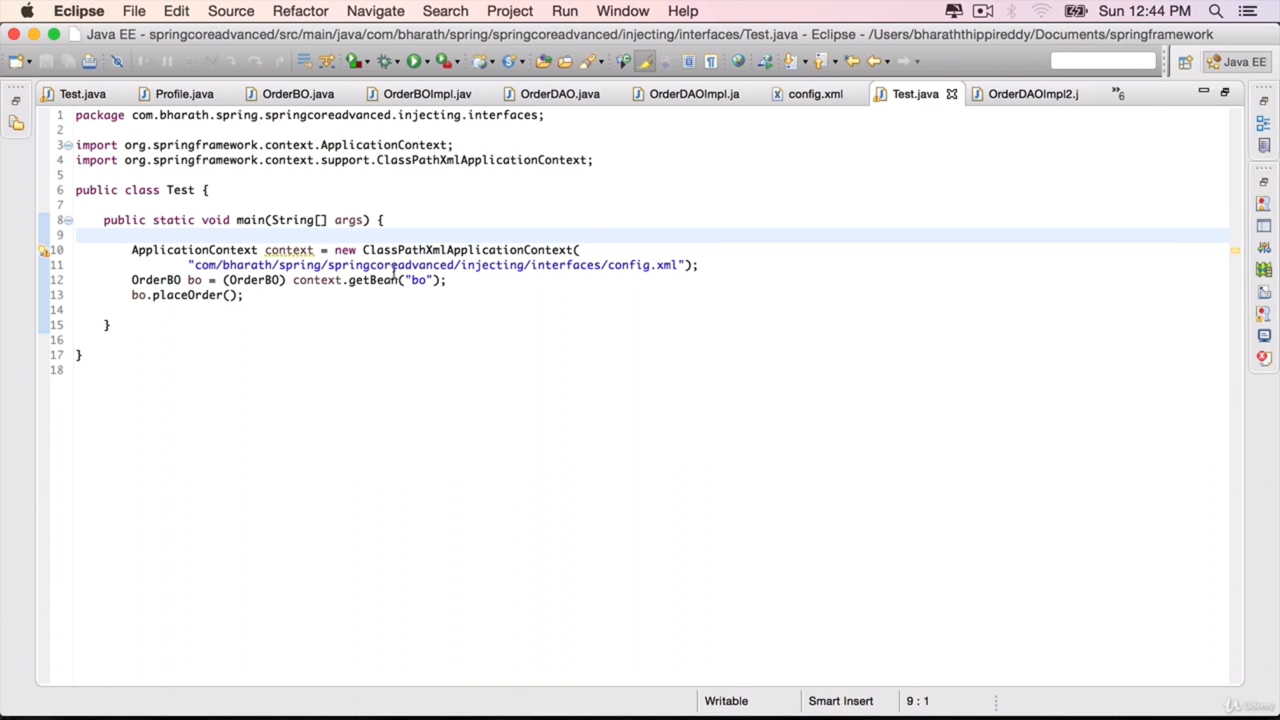 Eclipse File Edit Source Refactor Navigate Search Project Run Window Help Sun 12:44 PM
Java EE - springcoreadvanced/src/main/java/com/bharath/spring/springcoreadvanced/injecting/interfaces/Test.java - Eclipse - /Users/bharaththippireddy/Documents/springframework
Java EE
Test.java Profile.java OrderBO.java OrderBOImpl.java OrderDAO.java OrderDAOImpl.ja config.xml Test.java OrderDAOImpl2.j »6
1 package com.bharath.spring.springcoreadvanced.injecting.interfaces;
2
3 import org.springframework.context.ApplicationContext;
4 import org.springframework.context.support.ClassPathXmlApplicationContext;
5
6 public class Test {
7
8 public static void main(String[] args) {
9
10 ApplicationContext context = new ClassPathXmlApplicationContext(
11 "com/bharath/spring/springcoreadvanced/injecting/interfaces/config.xml");
12 OrderBO bo = (OrderBO) context.getBean("bo");
13 bo.placeOrder();
14
15 }
16
17 }
18
Writable Smart Insert 9 : 1
Udemy